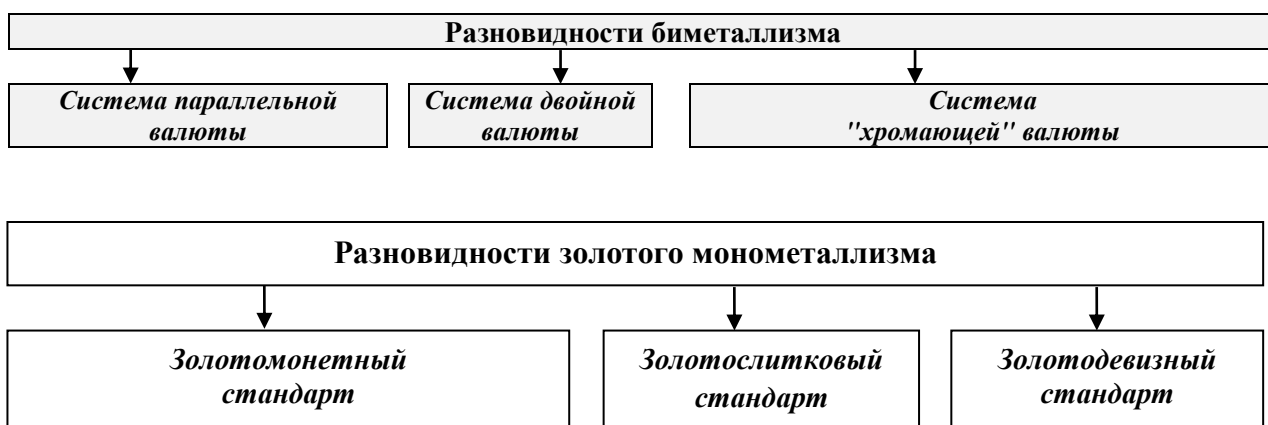 Разновидности биметаллизма
Система параллельной
валюты
Система двойной
валюты
Система
"хромающей" валюты
Разновидности золотого монометаллизма
Золотомонетный
стандарт
Золотослитковый
стандарт
Золотодевизный
стандарт